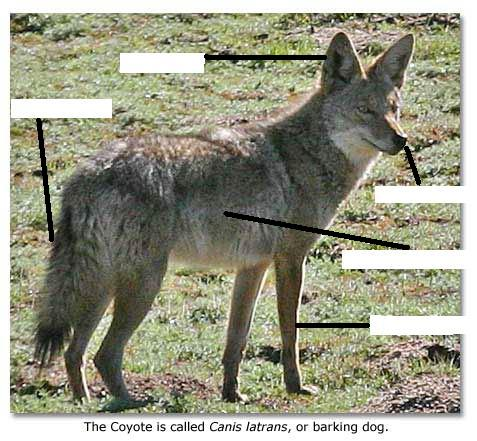 The Coyote is called Canis latrans, or barking dog.